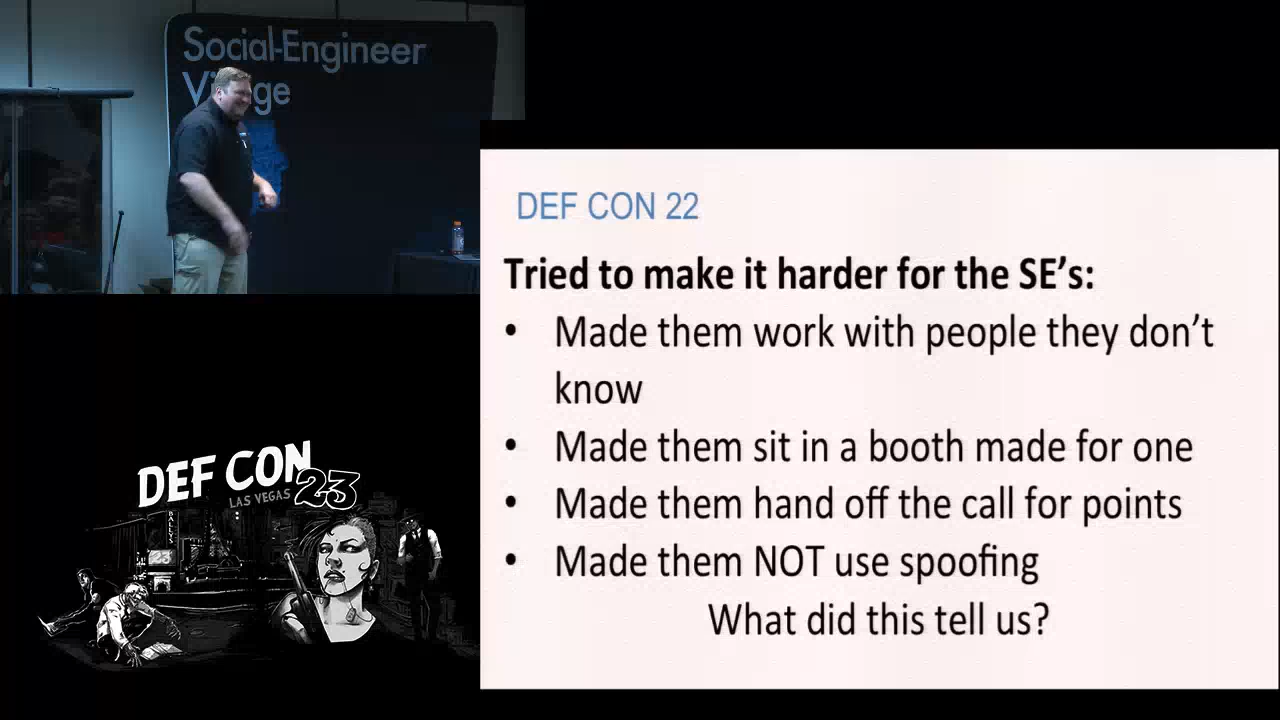 Social-Engineer
V ge
DEF CON 22
Tried to make it harder for the SE’s:
• Made them work with people they don’t
know
• Made them sit in a booth made for one
• Made them hand off the call for points
• Made them NOT use spoofing
What did this tell us?
DEF CON
LAS VEGAS 23
BALLY'S